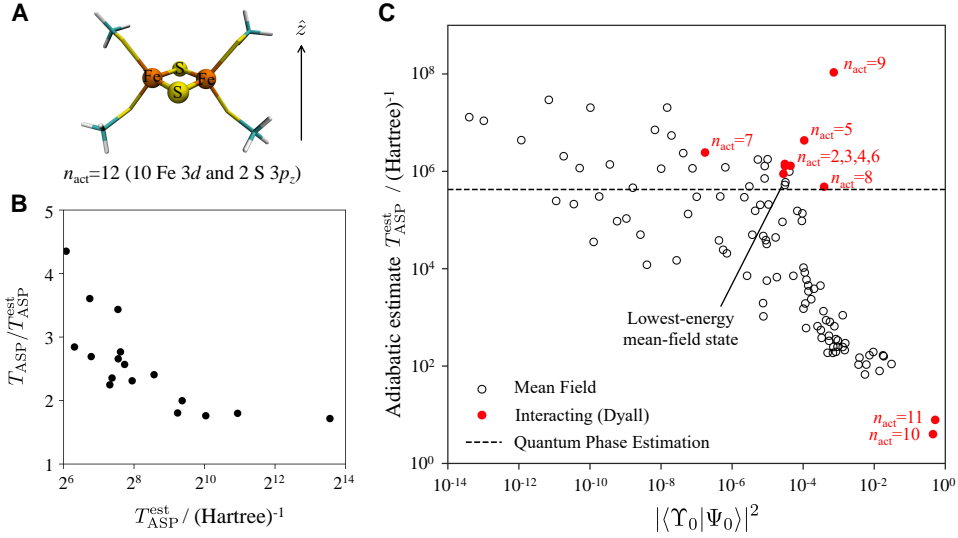 A
Fe
S
S
Fe
ẑ
n_act=12 (10 Fe 3d and 2 S 3p_z)
B
T_ASP/T_ASP^est
5
4
3
2
1
2^6
2^8
2^10
2^12
2^14
T_ASP^est / (Hartree)^-1
C
Adiabatic estimate T_ASP^est / (Hartree)^-1
10^8
10^6
10^4
10^2
10^0
n_act=9
n_act=7
n_act=5
n_act=2,3,4,6
n_act=8
Lowest-energy
mean-field state
Mean Field
Interacting (Dyall)
Quantum Phase Estimation
n_act=11
n_act=10
10^-14
10^-12
10^-10
10^-8
10^-6
10^-4
10^-2
10^0
|⟨Υ_0|Ψ_0⟩|^2